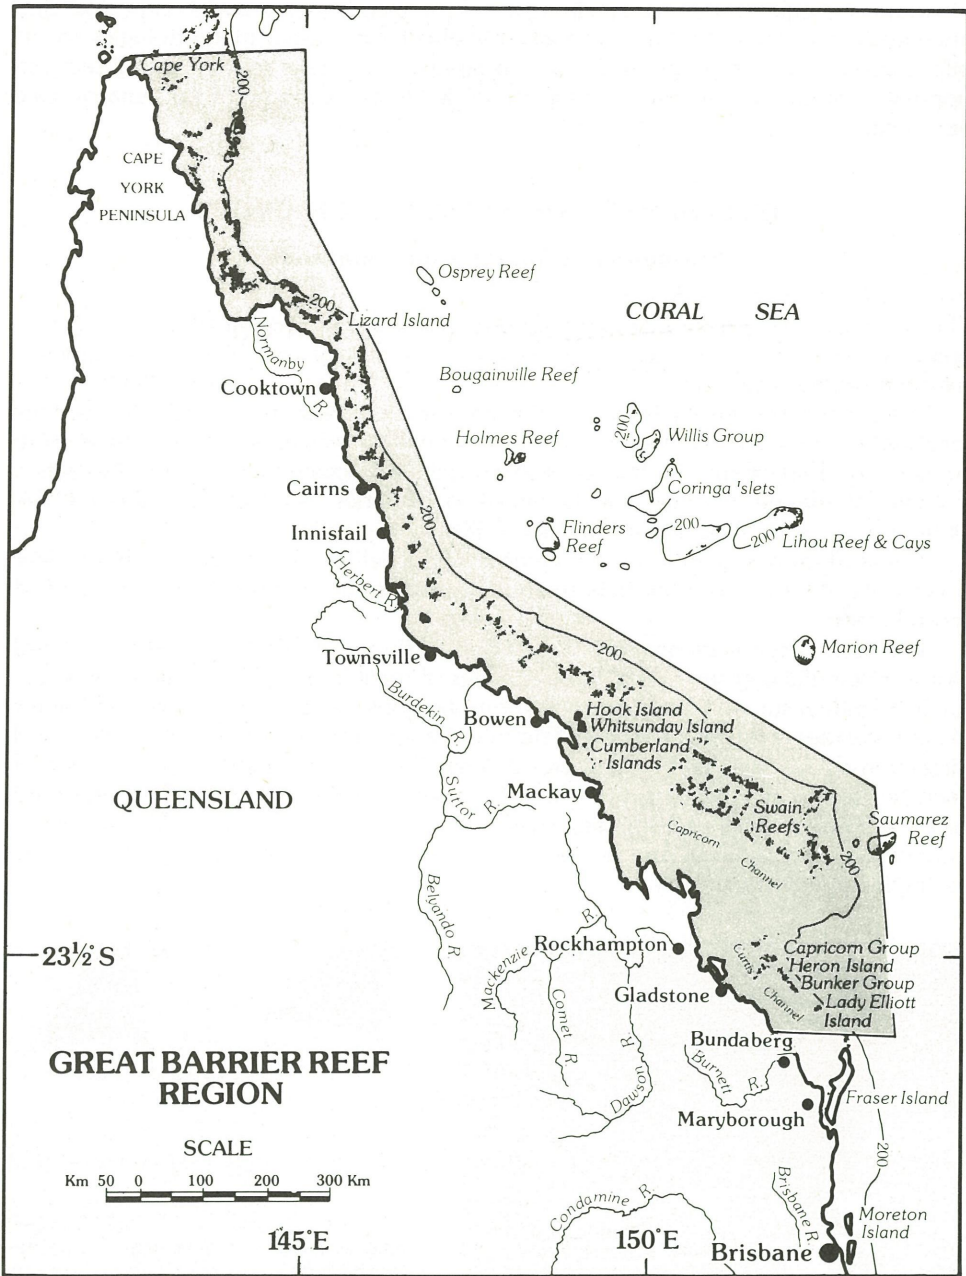 Cape York
200
CAPE
YORK
PENINSULA
Osprey Reef
CORAL SEA
200
Lizard Island
Normanby
R.
Bougainville Reef
Cooktown
200
Willis Group
Holmes Reef
Cairns
Coringa 'slets
200
Innisfail
Flinders
Reef
200
200
Lihou Reef & Cays
Herbert R.
Townsville
200
Marion Reef
Burdekin
R.
Bowen
Hook Island
Whitsunday Island
Cumberland
Islands
Suttor R.
Mackay
QUEENSLAND
Swain
Reefs
Saumarez
Reef
Capricorn
Channel
200
Belyando R
R.
Rockhampton
Mackenzie
23½° S
Capricorn Group
Heron Island
Bunker Group
Lady Elliott
Island
Curtis
Channel
Gladstone
Comet R.
Dawson R
Bundaberg
Burnett
R.
GREAT BARRIER REEF
REGION
Fraser Island
Maryborough
SCALE
200
Km 50 0 100 200 300 Km
Brisbane R.
Condamine R.
Moreton
Island
145°E
150°E
Brisbane